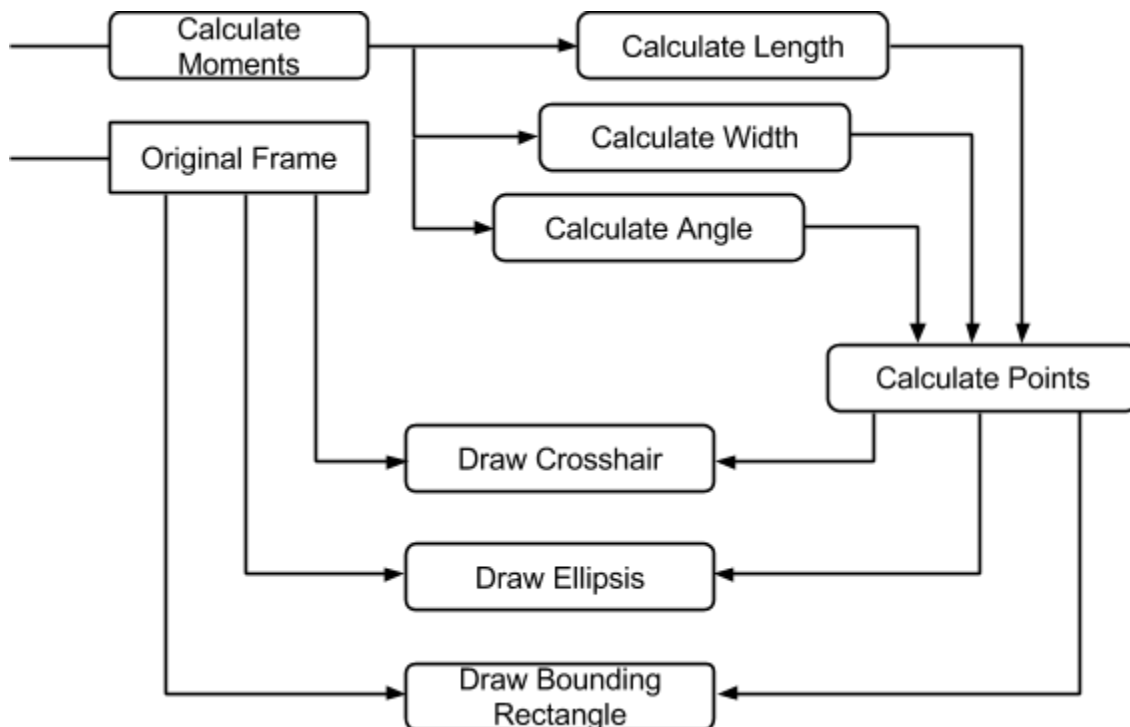 Calculate
Moments
Calculate Length
Calculate Width
Original Frame
Calculate Angle
Calculate Points
Draw Crosshair
Draw Ellipsis
Draw Bounding
Rectangle